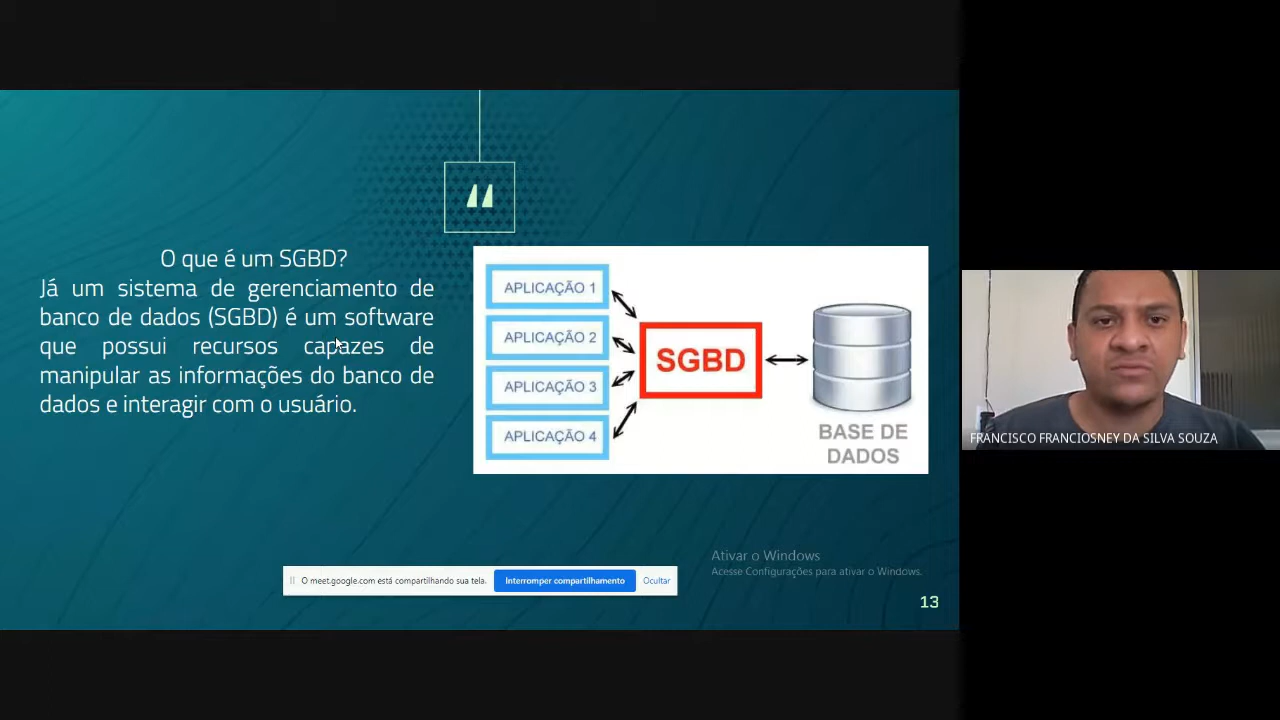 “
O que é um SGBD?
Já um sistema de gerenciamento de
banco de dados (SGBD) é um software
que possui recursos capazes de
manipular as informações do banco de
dados e interagir com o usuário.
APLICAÇÃO 1
APLICAÇÃO 2
APLICAÇÃO 3
APLICAÇÃO 4
SGBD
BASE DE
DADOS
FRANCISCO FRANCIOSNEY DA SILVA SOUZA
Ativar o Windows
Acesse Configurações para ativar o Windows.
O meet.google.com está compartilhando sua tela.
Interromper compartilhamento
Ocultar
13